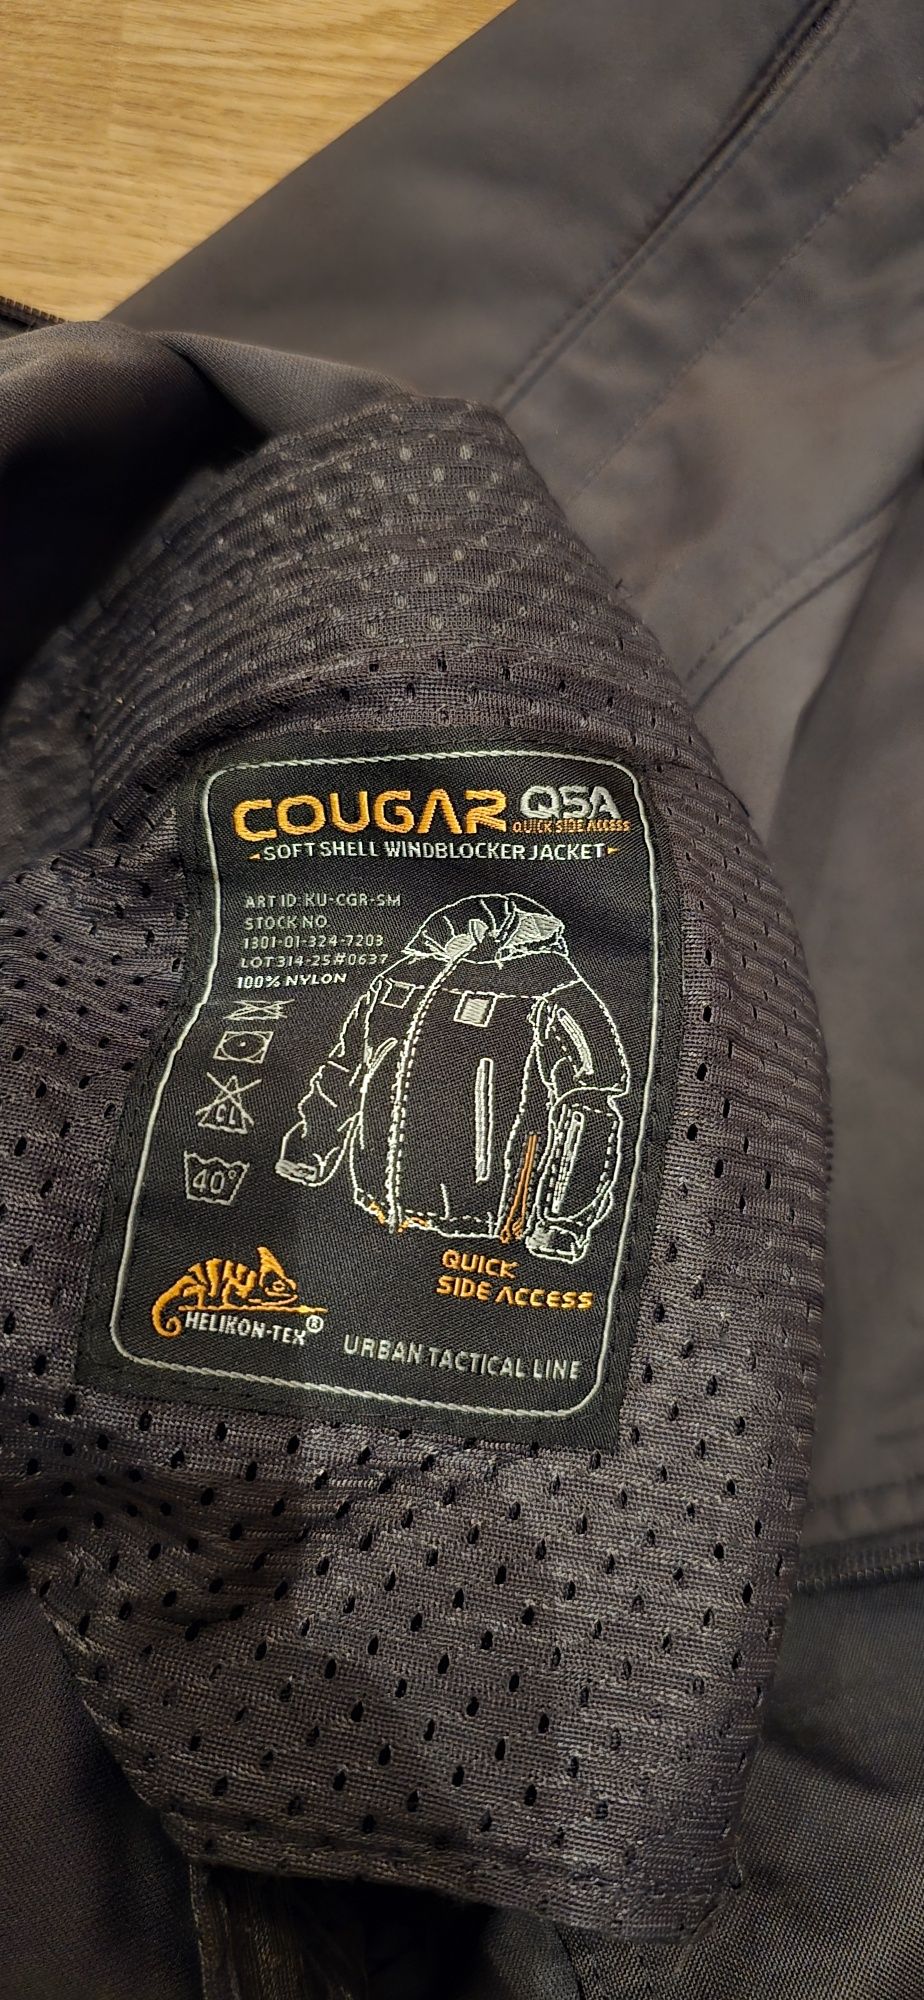 COUGAR QSA
QUICK SIDE ACCESS
SOFT SHELL WINDBLOCKER JACKET
ART ID: KU-CGR-SM
STOCK NO
1301-01-324-7203
LOT314-25#0637
100% NYLON
CL
40°
QUICK
SIDE ACCESS
HELIKON-TEX®
URBAN TACTICAL LINE